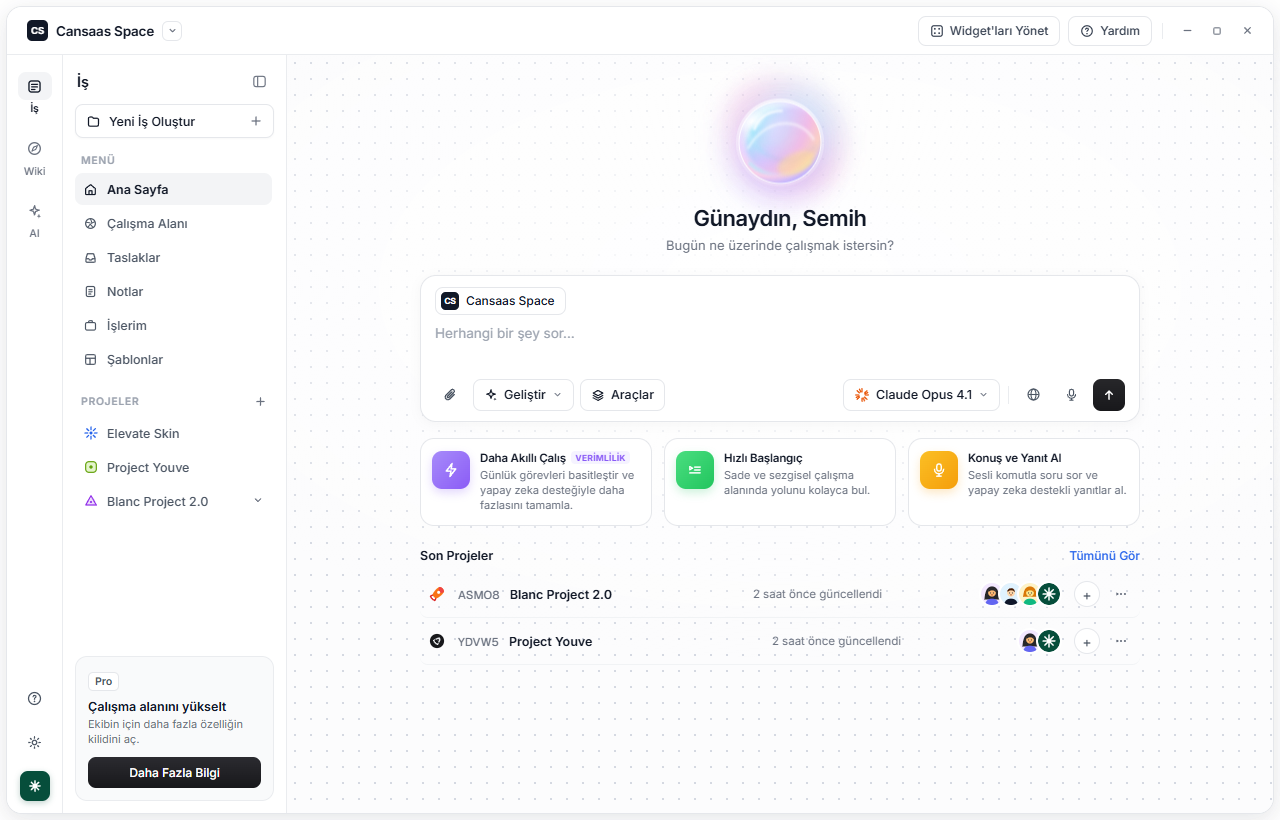 CS Cansaas Space
Widget'ları Yönet
Yardım
İş
Wiki
AI
İş
Yeni İş Oluştur
MENÜ
Ana Sayfa
Çalışma Alanı
Taslaklar
Notlar
İşlerim
Şablonlar
PROJELER
Elevate Skin
Project Youve
Blanc Project 2.0
Pro
Çalışma alanını yükselt
Ekibin için daha fazla özelliğin
kilidini aç.
Daha Fazla Bilgi
Günaydın, Semih
Bugün ne üzerinde çalışmak istersin?
CS Cansaas Space
Herhangi bir şey sor...
Geliştir
Araçlar
Claude Opus 4.1
Daha Akıllı Çalış VERİMLİLİK
Günlük görevleri basitleştir ve
yapay zeka desteğiyle daha
fazlasını tamamla.
Hızlı Başlangıç
Sade ve sezgisel çalışma
alanında yolunu kolayca bul.
Konuş ve Yanıt Al
Sesli komutla soru sor ve
yapay zeka destekli yanıtlar al.
Son Projeler
Tümünü Gör
ASMO8 Blanc Project 2.0 2 saat önce güncellendi
YDVW5 Project Youve 2 saat önce güncellendi